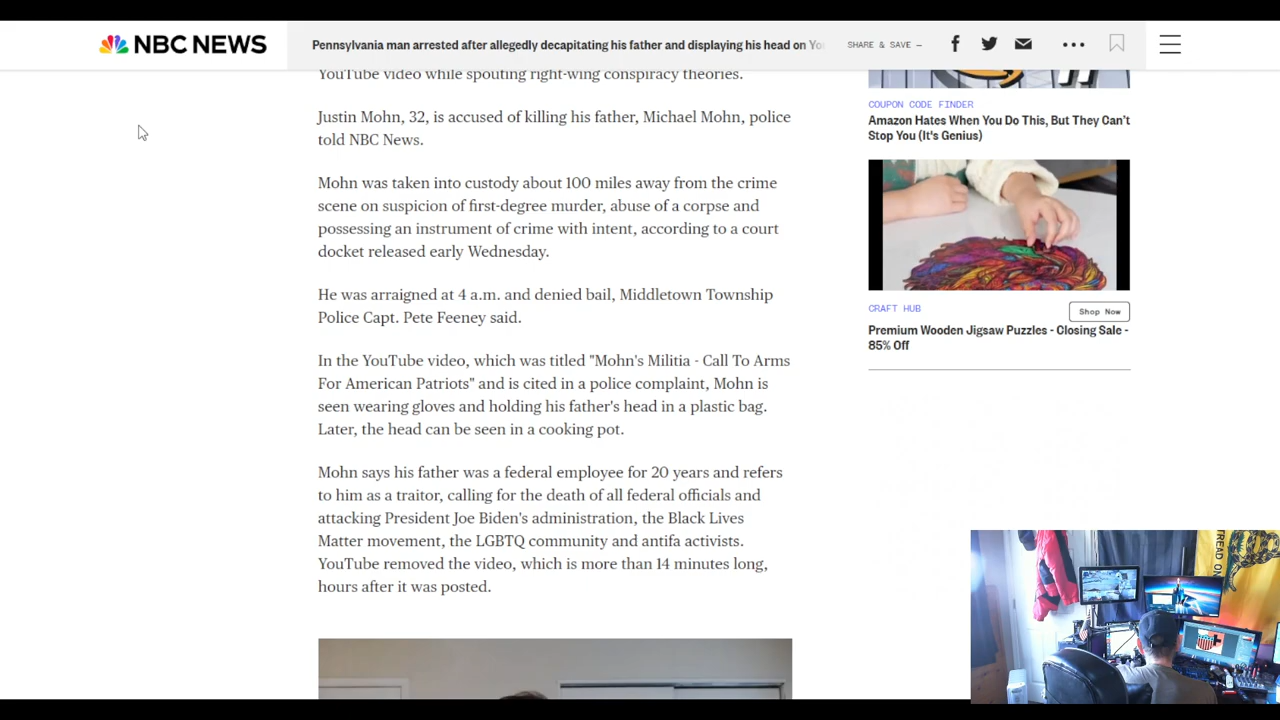 NBC NEWS
Pennsylvania man arrested after allegedly decapitating his father and displaying his head on You
SHARE & SAVE —
YouTube video while spouting right-wing conspiracy theories.
Justin Mohn, 32, is accused of killing his father, Michael Mohn, police
told NBC News.
Mohn was taken into custody about 100 miles away from the crime
scene on suspicion of first-degree murder, abuse of a corpse and
possessing an instrument of crime with intent, according to a court
docket released early Wednesday.
He was arraigned at 4 a.m. and denied bail, Middletown Township
Police Capt. Pete Feeney said.
In the YouTube video, which was titled "Mohn's Militia - Call To Arms
For American Patriots" and is cited in a police complaint, Mohn is
seen wearing gloves and holding his father's head in a plastic bag.
Later, the head can be seen in a cooking pot.
Mohn says his father was a federal employee for 20 years and refers
to him as a traitor, calling for the death of all federal officials and
attacking President Joe Biden's administration, the Black Lives
Matter movement, the LGBTQ community and antifa activists.
YouTube removed the video, which is more than 14 minutes long,
hours after it was posted.
COUPON CODE FINDER
Amazon Hates When You Do This, But They Can't
Stop You (It's Genius)
CRAFT HUB
Shop Now
Premium Wooden Jigsaw Puzzles - Closing Sale -
85% Off
TREAD ON